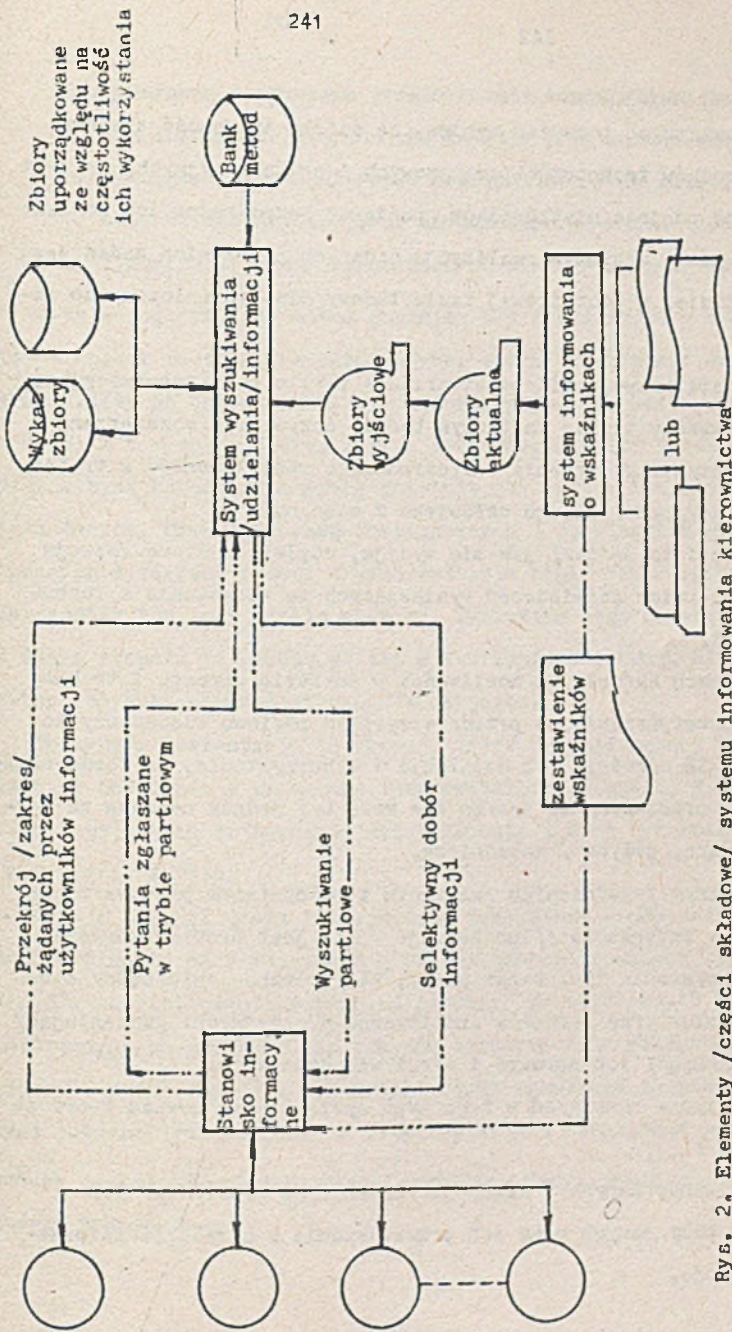 241
Zbiory
uporządkowane
ze względu na
częstotliwość
ich wykorzystania
Wykaz
zbiory
Bank
metod
System wyszukiwania
/udzielania/informacji
Przekrój /zakres/
żądanych przez
użytkowników informacji
Pytania zgłaszane
w trybie partiowym
Wyszukiwanie
partiowe
Selektywny dobór
informacji
Stanowi
sko in-
formacyj,
ne
Zbiory
wyjściowe
Zbiory
aktualne
system informowania
o wskaźnikach
lub
zestawienie
wskaźników
Rys. 2. Elementy /części składowe/ systemu informowania kierownictwa